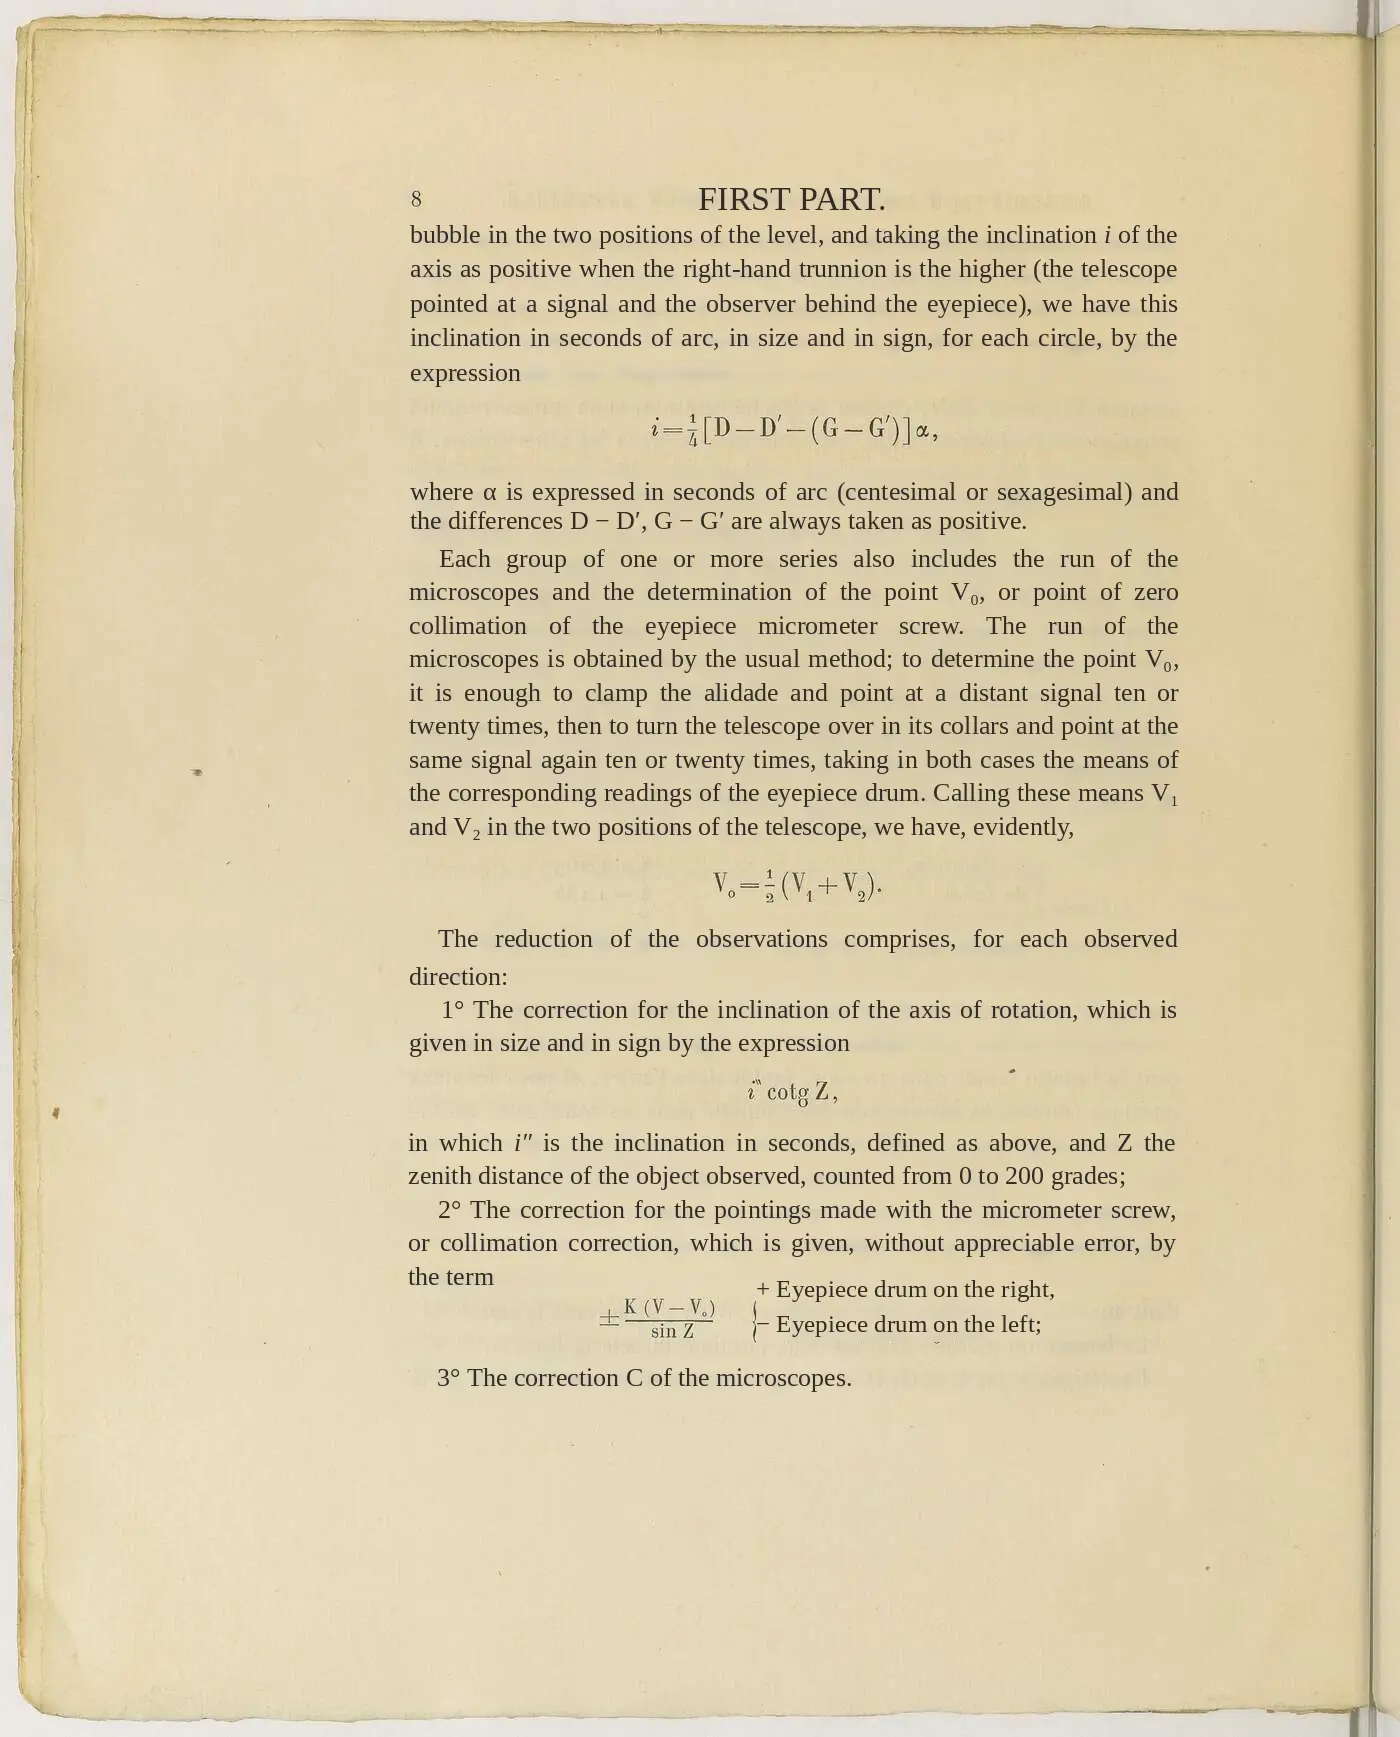 8
FIRST PART.
bubble in the two positions of the level, and taking the inclination i of the
axis as positive when the right-hand trunnion is the higher (the telescope
pointed at a signal and the observer behind the eyepiece), we have this
inclination in seconds of arc, in size and in sign, for each circle, by the
expression
i = 1/4 [D − D′ − (G − G′)] α,
where α is expressed in seconds of arc (centesimal or sexagesimal) and
the differences D − D′, G − G′ are always taken as positive.
Each group of one or more series also includes the run of the
microscopes and the determination of the point V₀, or point of zero
collimation of the eyepiece micrometer screw. The run of the
microscopes is obtained by the usual method; to determine the point V₀,
it is enough to clamp the alidade and point at a distant signal ten or
twenty times, then to turn the telescope over in its collars and point at the
same signal again ten or twenty times, taking in both cases the means of
the corresponding readings of the eyepiece drum. Calling these means V₁
and V₂ in the two positions of the telescope, we have, evidently,
V₀ = 1/2 (V₁ + V₂).
The reduction of the observations comprises, for each observed
direction:
1° The correction for the inclination of the axis of rotation, which is
given in size and in sign by the expression
i″ cotg Z,
in which i″ is the inclination in seconds, defined as above, and Z the
zenith distance of the object observed, counted from 0 to 200 grades;
2° The correction for the pointings made with the micrometer screw,
or collimation correction, which is given, without appreciable error, by
the term
± K (V − V₀) / sin Z
+ Eyepiece drum on the right,
− Eyepiece drum on the left;
3° The correction C of the microscopes.